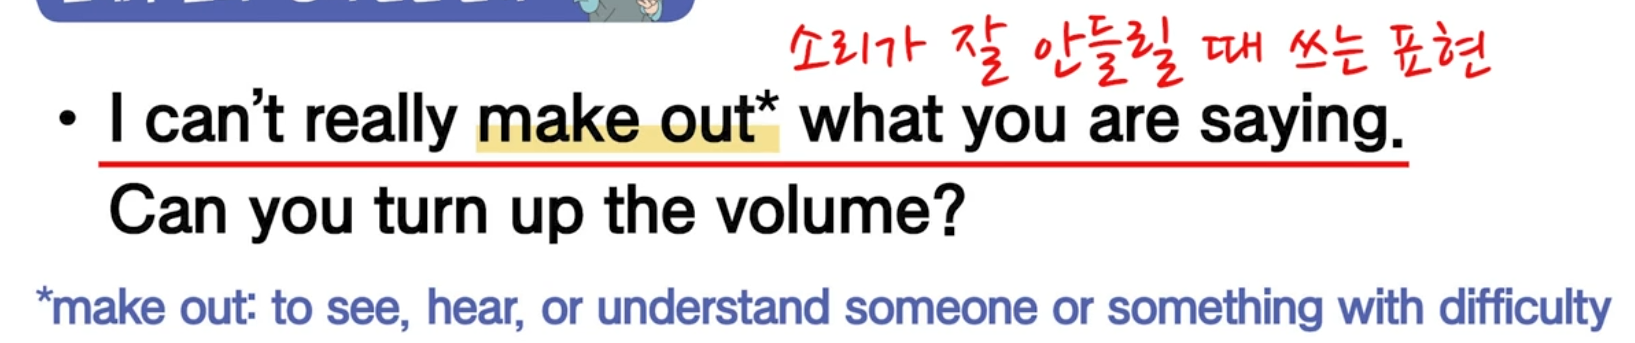 소리가 잘 안들릴 때 쓰는 표현
• I can't really make out* what you are saying.
Can you turn up the volume?
*make out: to see, hear, or understand someone or something with difficulty